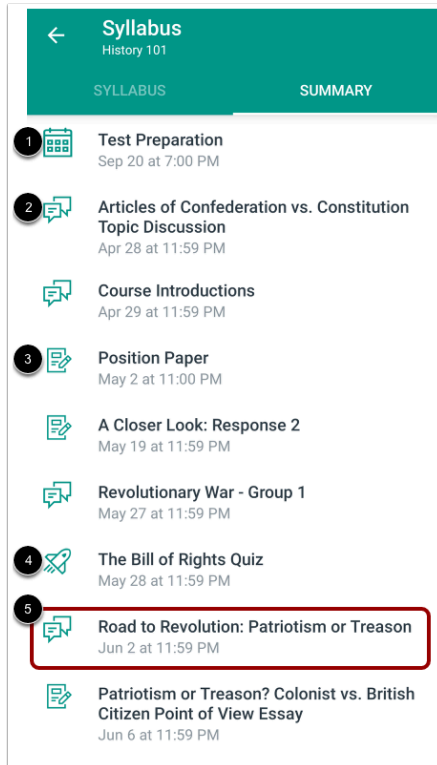 Syllabus
History 101
SYLLABUS
SUMMARY
1
Test Preparation
Sep 20 at 7:00 PM
2
Articles of Confederation vs. Constitution
Topic Discussion
Apr 28 at 11:59 PM
Course Introductions
Apr 29 at 11:59 PM
3
Position Paper
May 2 at 11:00 PM
A Closer Look: Response 2
May 19 at 11:59 PM
Revolutionary War - Group 1
May 27 at 11:59 PM
4
The Bill of Rights Quiz
May 28 at 11:59 PM
5
Road to Revolution: Patriotism or Treason
Jun 2 at 11:59 PM
Patriotism or Treason? Colonist vs. British
Citizen Point of View Essay
Jun 6 at 11:59 PM